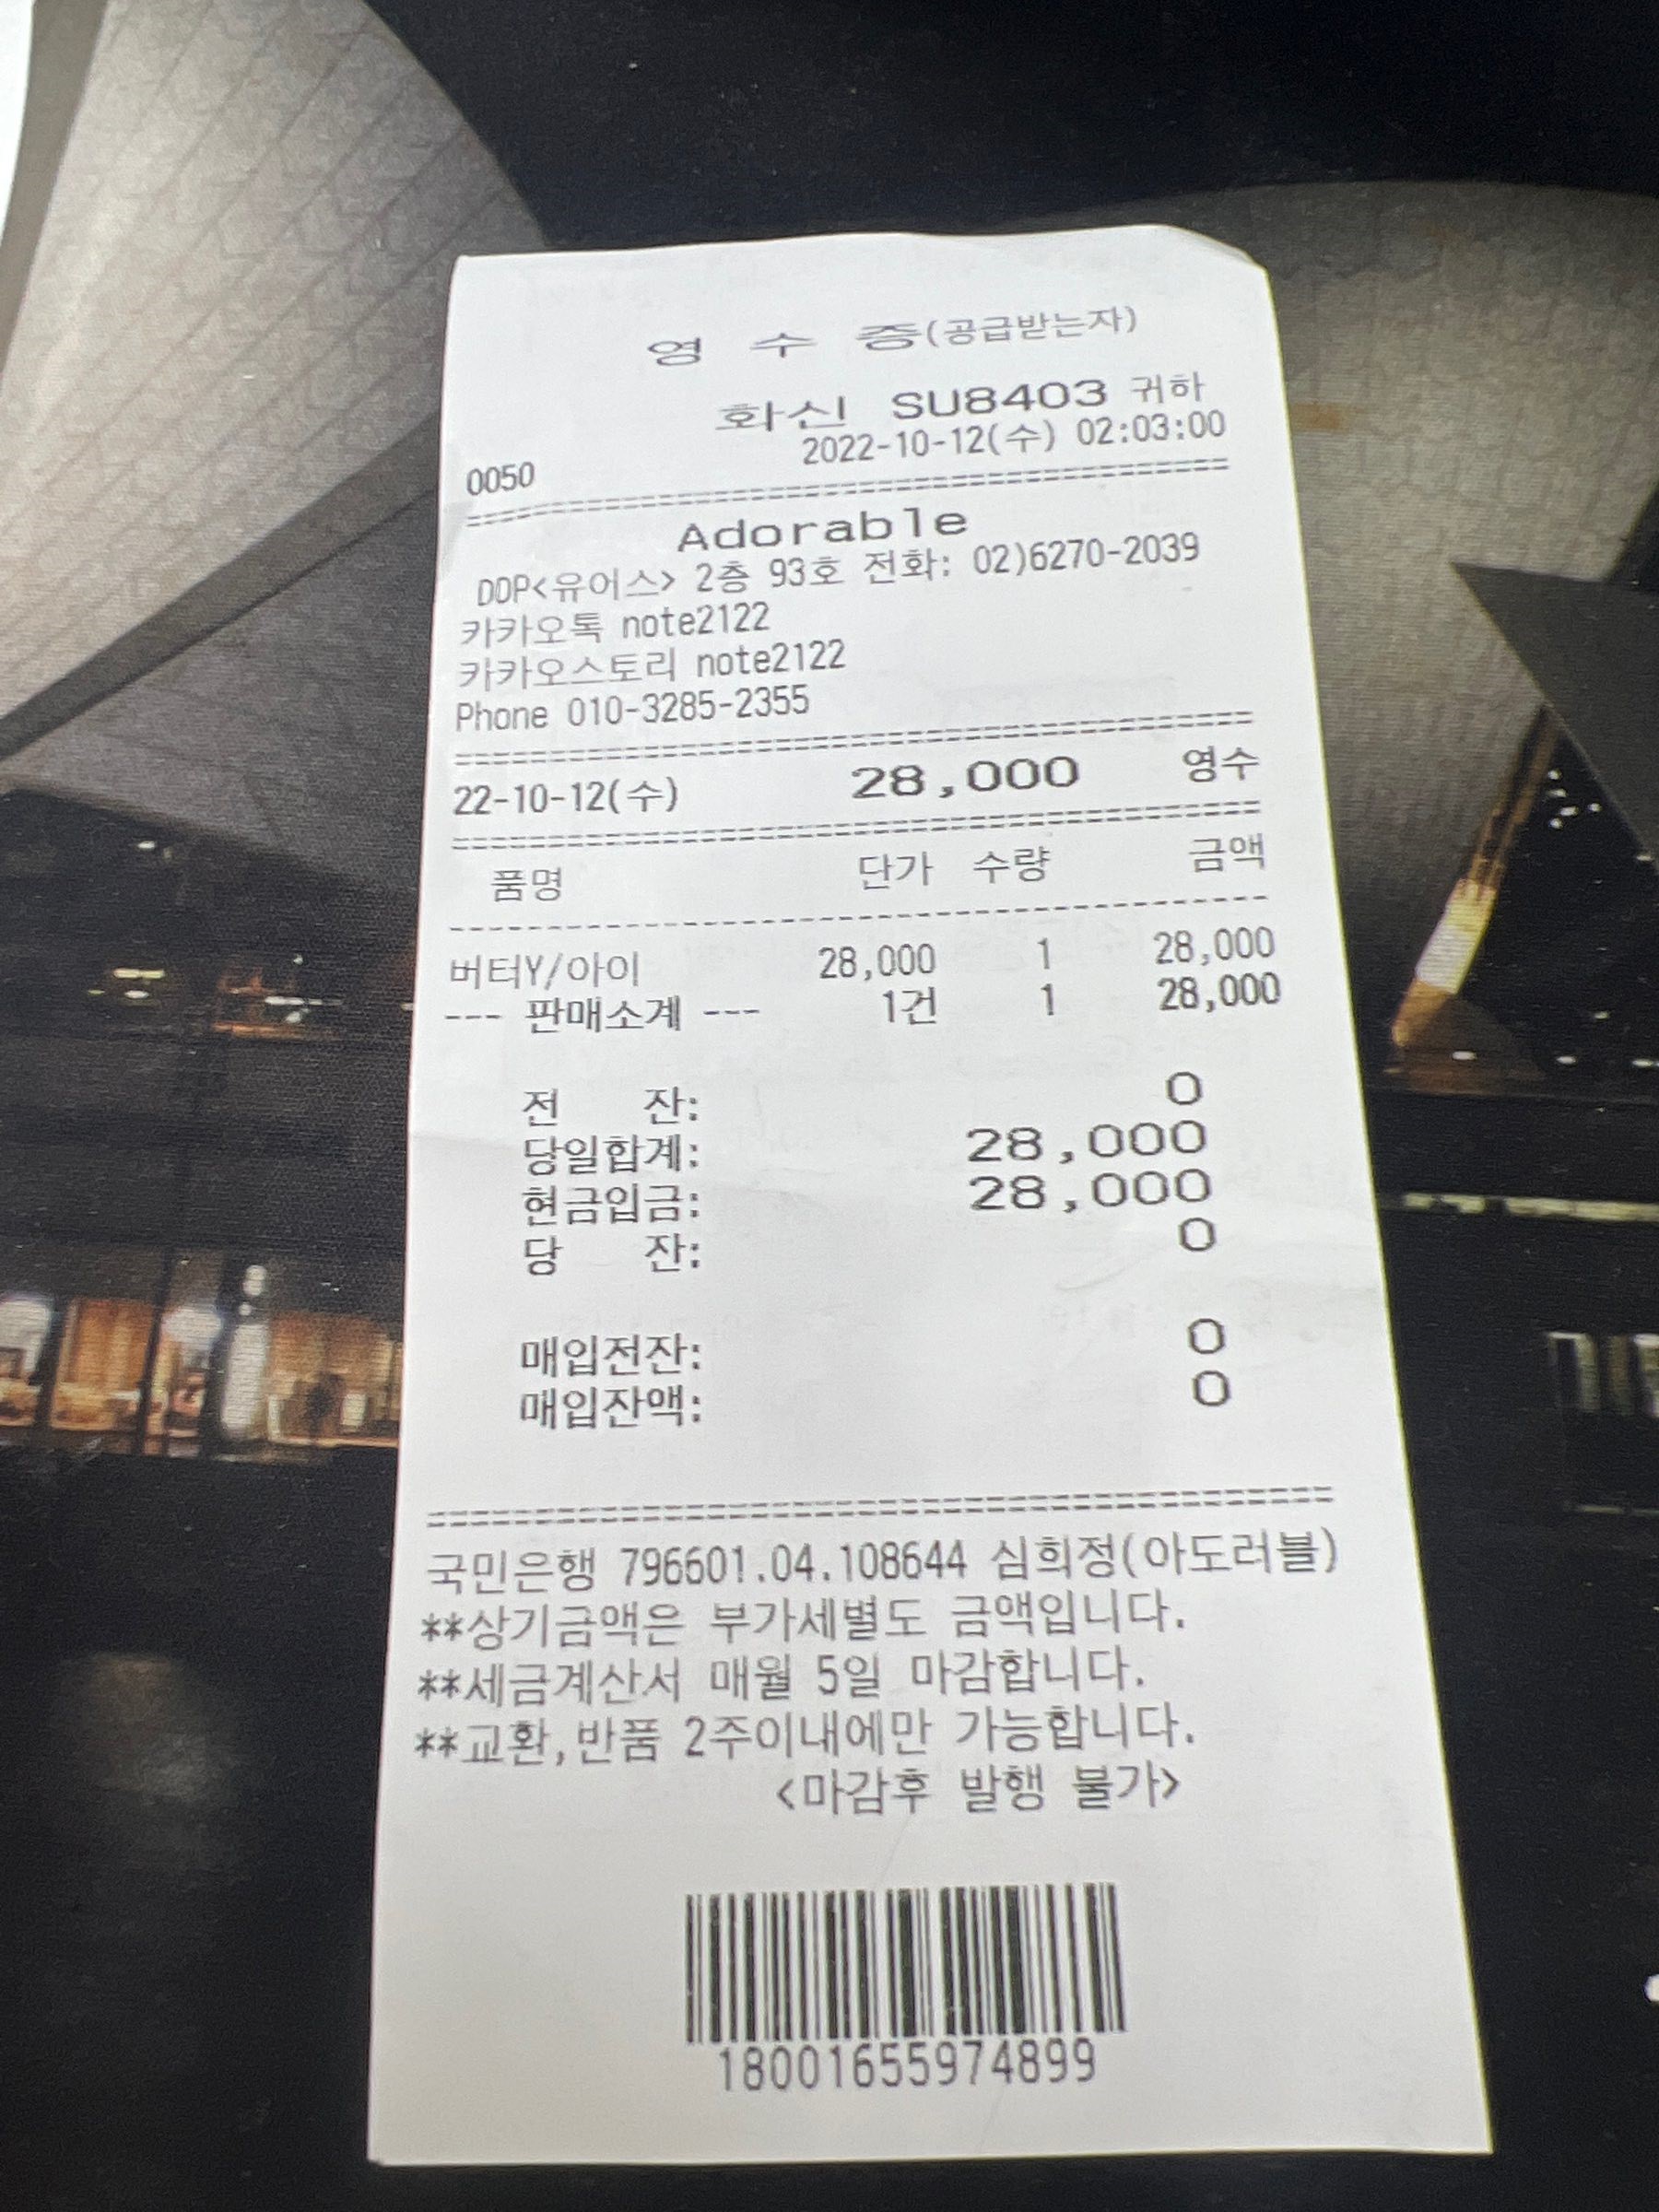 영 수 증(공급받는자)
화신 SU8403 귀하
2022-10-12(수) 02:03:00
0050
================================
Adorable
DDP<유어스> 2층 93호 전화: 02)6270-2039
카카오톡 note2122
카카오스토리 note2122
Phone 010-3285-2355
================================
22-10-12(수) 28,000 영수
================================
품명 단가 수량 금액
--------------------------------
버터Y/아이 28,000 1 28,000
--- 판매소계 --- 1건 1 28,000
전 잔: 0
당일합계: 28,000
현금입금: 28,000
당 잔: 0
매입전잔: 0
매입잔액: 0
================================
국민은행 796601.04.108644 심희정(아도러블)
**상기금액은 부가세별도 금액입니다.
**세금계산서 매월 5일 마감합니다.
**교환,반품 2주이내에만 가능합니다.
<마감후 발행 불가>
18001655974899